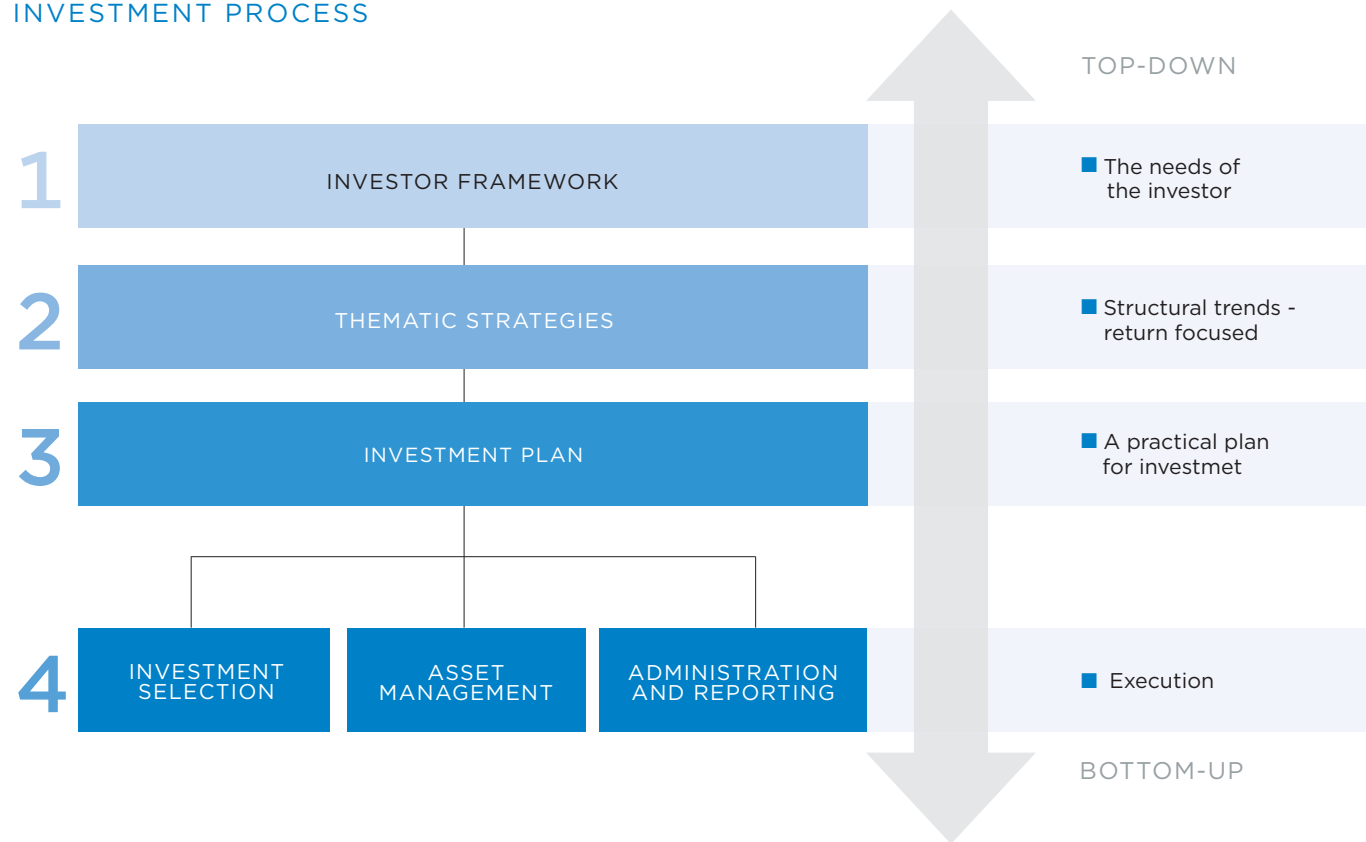 INVESTMENT PROCESS
TOP-DOWN
1
INVESTOR FRAMEWORK
■ The needs of
the investor
2
THEMATIC STRATEGIES
■ Structural trends -
return focused
3
INVESTMENT PLAN
■ A practical plan
for investmet
4
INVESTMENT
SELECTION
ASSET
MANAGEMENT
ADMINISTRATION
AND REPORTING
■ Execution
BOTTOM-UP